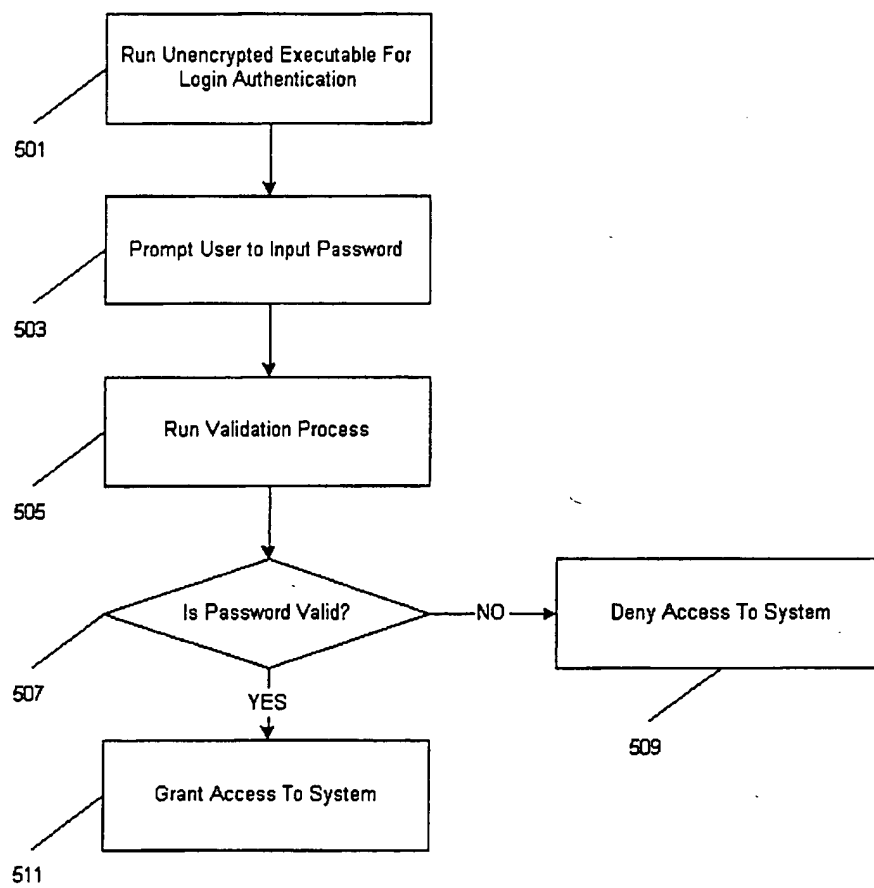 Run Unencrypted Executable For
Login Authentication
501
Prompt User to Input Password
503
Run Validation Process
505
Is Password Valid?
NO
Deny Access To System
507
YES
509
Grant Access To System
511